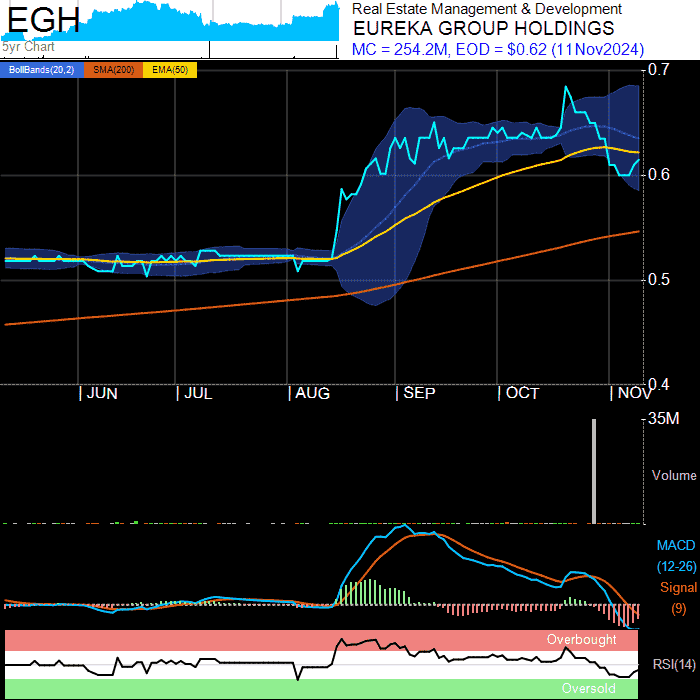 EGH
Real Estate Management & Development
EUREKA GROUP HOLDINGS
5yr Chart
MC = 254.2M, EOD = $0.62 (11Nov2024)
BollBands(20,2) SMA(200) EMA(50)
0.7
0.6
0.5
0.4
JUN JUL AUG SEP OCT NOV
35M
Volume
MACD
(12-26)
Signal
(9)
Overbought
RSI(14)
Oversold